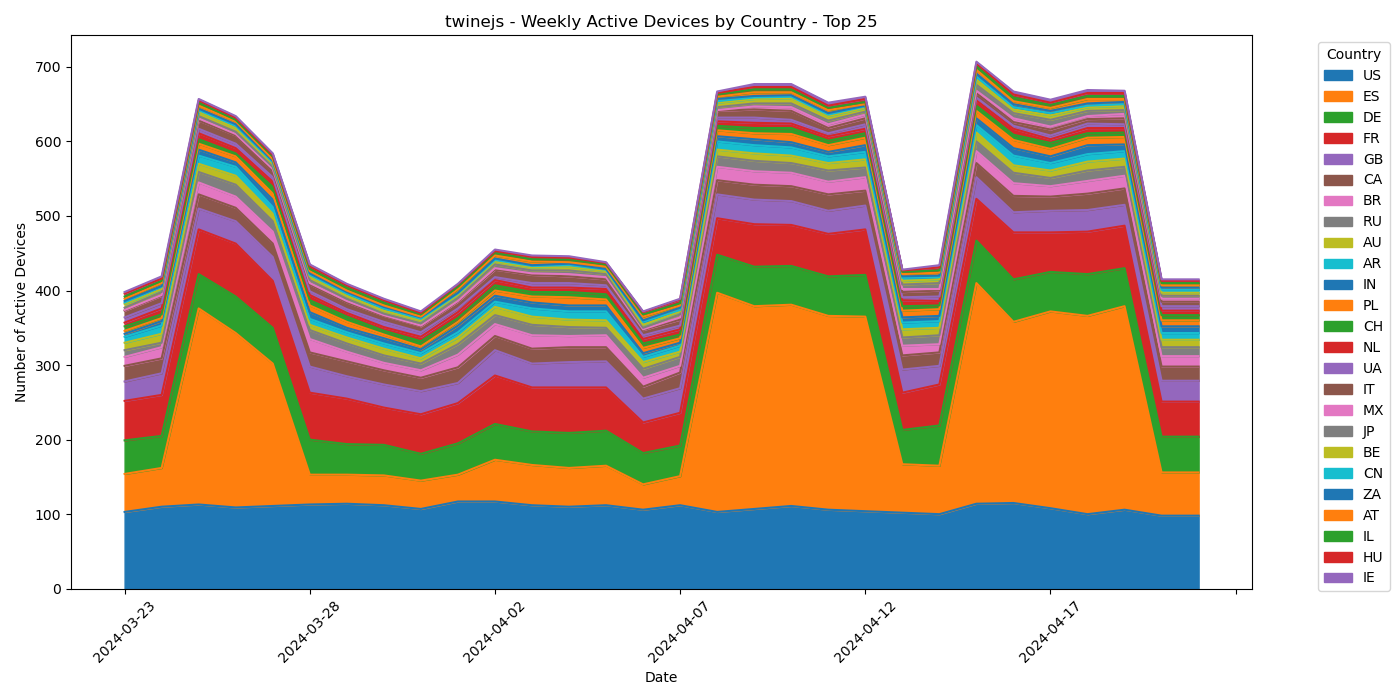 twinejs - Weekly Active Devices by Country - Top 25
Number of Active Devices
700
600
500
400
300
200
100
0
2024-03-23
2024-03-28
2024-04-02
2024-04-07
2024-04-12
2024-04-17
Date
Country
US
ES
DE
FR
GB
CA
BR
RU
AU
AR
IN
PL
CH
NL
UA
IT
MX
JP
BE
CN
ZA
AT
IL
HU
IE